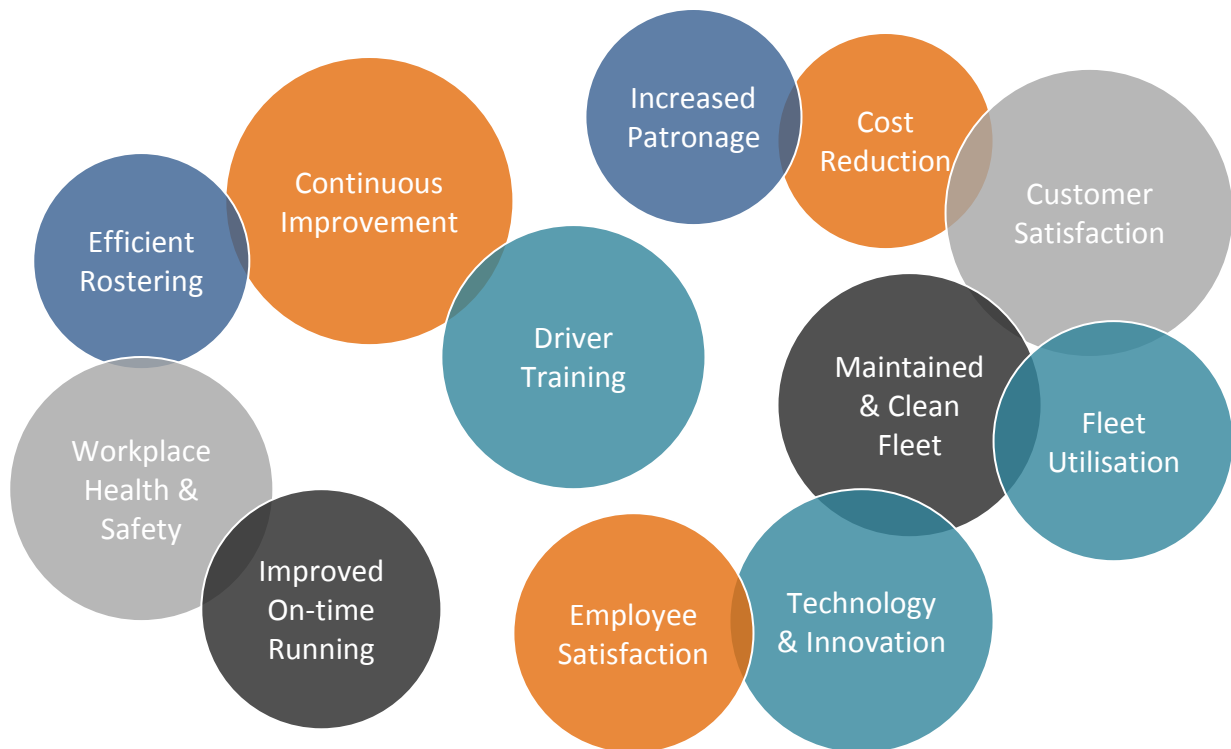 Increased
Patronage
Cost
Reduction
Continuous
Improvement
Customer
Satisfaction
Efficient
Rostering
Driver
Training
Maintained
& Clean
Fleet
Fleet
Utilisation
Workplace
Health &
Safety
Improved
On-time
Running
Employee
Satisfaction
Technology
& Innovation